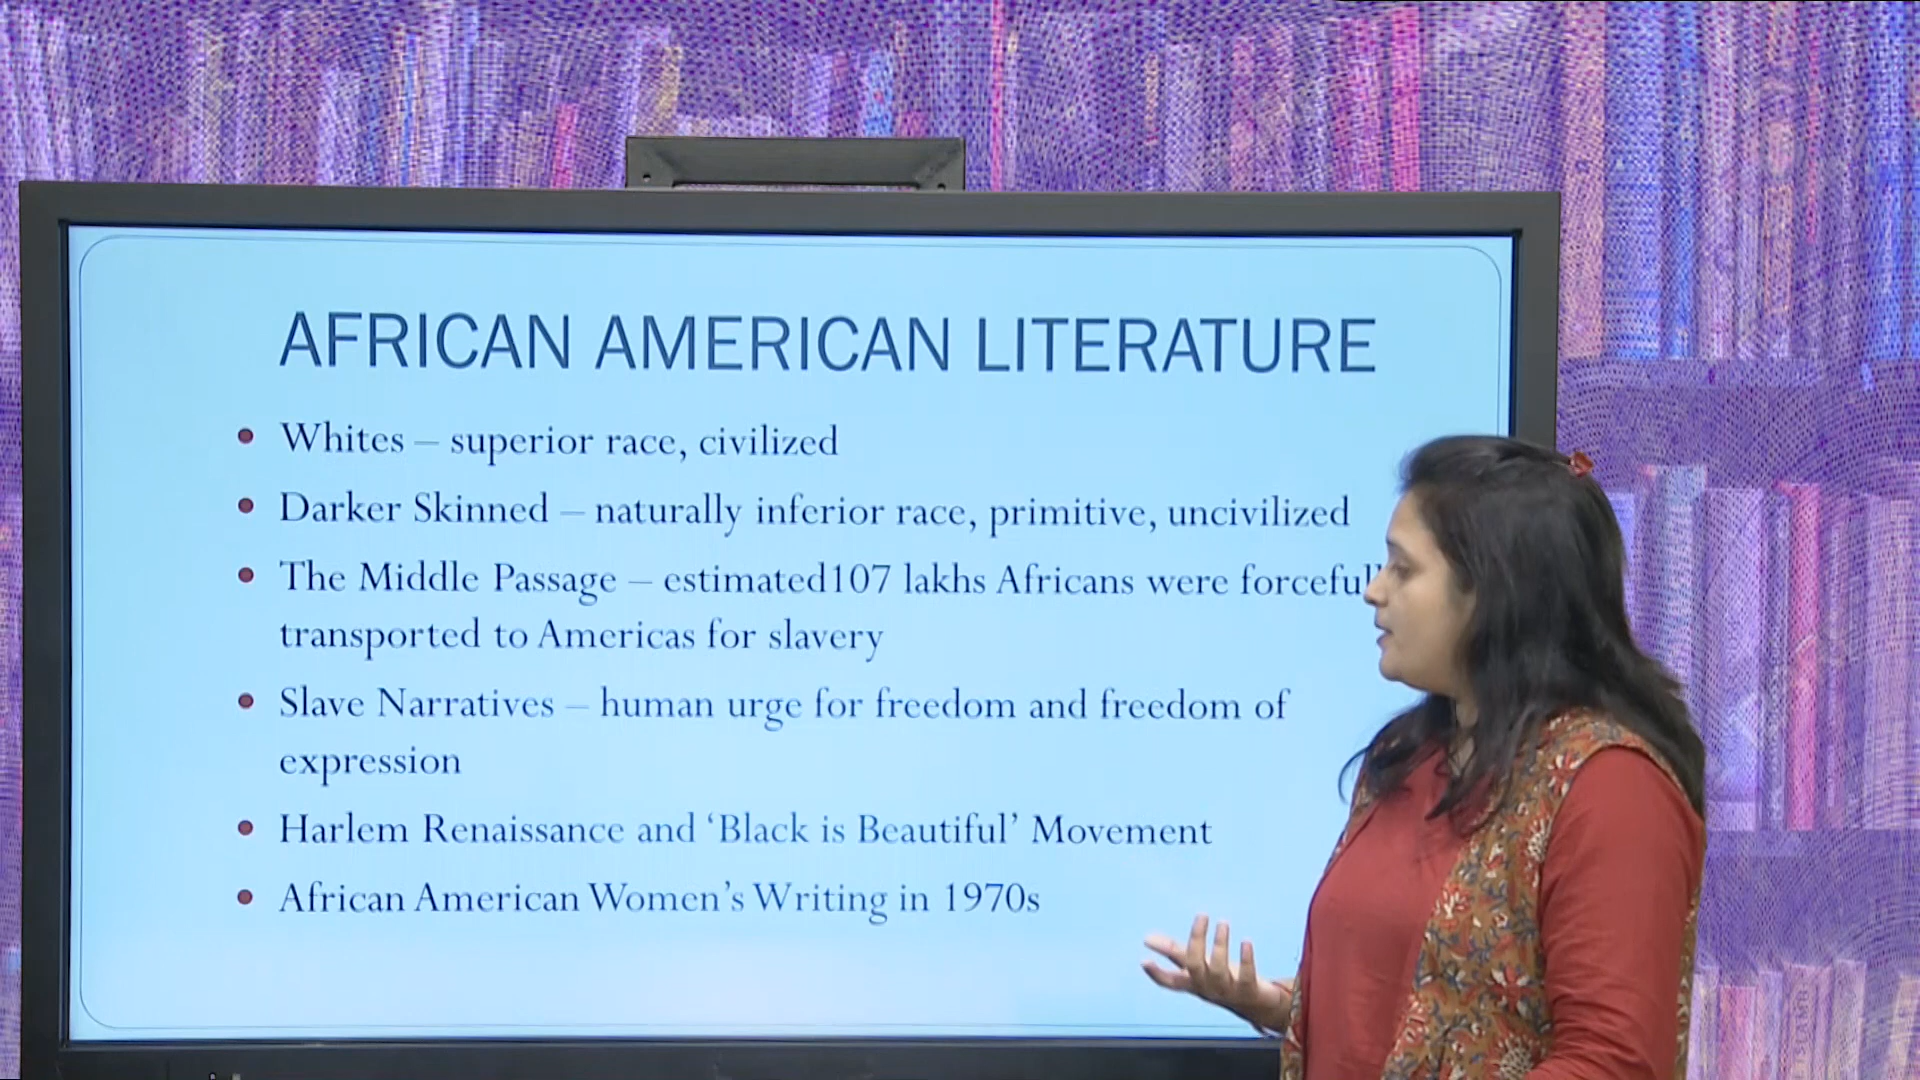 AFRICAN AMERICAN LITERATURE
• Whites – superior race, civilized
• Darker Skinned – naturally inferior race, primitive, uncivilized
• The Middle Passage – estimated107 lakhs Africans were
transported to Americas for slavery
• Slave Narratives – human urge for freedom and freedom of
expression
• Harlem Renaissance and ‘Black is Beautiful’ Movement
• African American Women’s Writing in 1970s